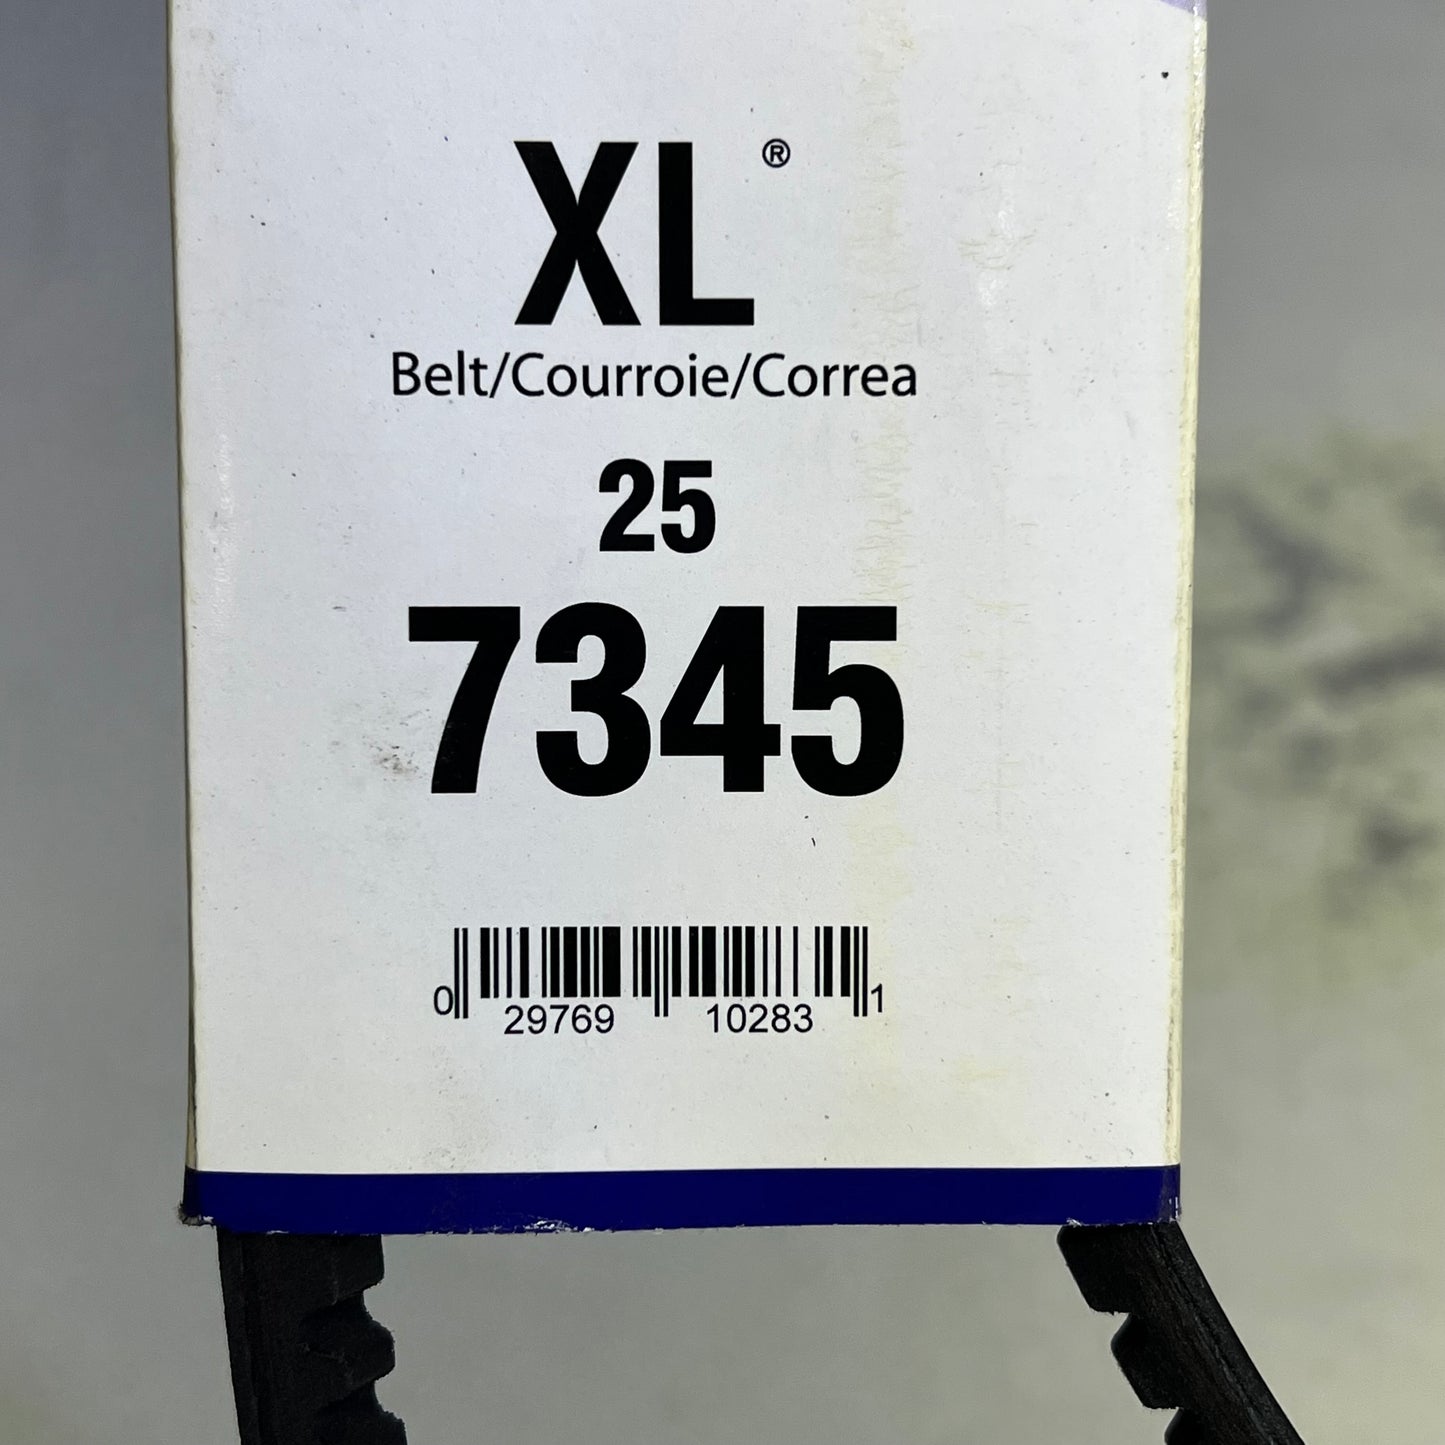 XL®
Belt/Courroie/Correa
25
7345
0 29769 10283 1